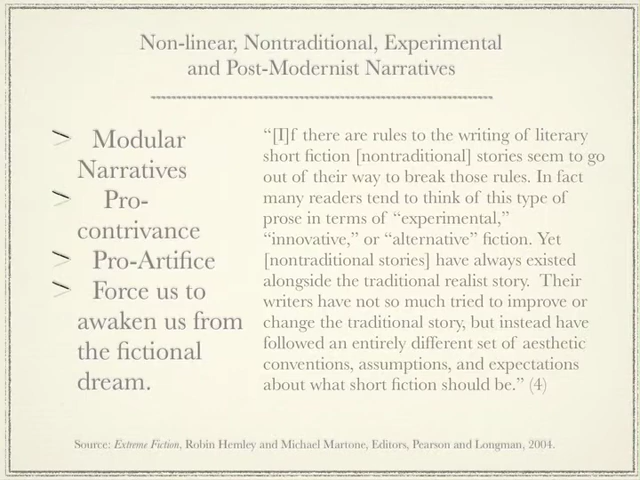 Non-linear, Nontraditional, Experimental
and Post-Modernist Narratives
> Modular
Narratives
> Pro-
contrivance
> Pro-Artifice
> Force us to
awaken us from
the fictional
dream.
“[I]f there are rules to the writing of literary
short fiction [nontraditional] stories seem to go
out of their way to break those rules. In fact
many readers tend to think of this type of
prose in terms of “experimental,”
“innovative,” or “alternative” fiction. Yet
[nontraditional stories] have always existed
alongside the traditional realist story. Their
writers have not so much tried to improve or
change the traditional story, but instead have
followed an entirely different set of aesthetic
conventions, assumptions, and expectations
about what short fiction should be.” (4)
Source: Extreme Fiction, Robin Hemley and Michael Martone, Editors, Pearson and Longman, 2004.